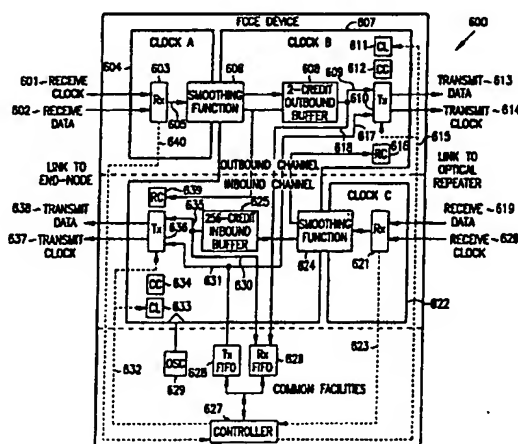 FCCE DEVICE
600
CLOCK A
CLOCK B
607
604
603
606
611
CL
608
609
612
CC
601
RECEIVE CLOCK
Rx
SMOOTHING FUNCTION
2-CREDIT OUTBOUND BUFFER
610
Tx
TRANSMIT DATA
613
602
RECEIVE DATA
605
TRANSMIT CLOCK
614
617
618
615
640
RC
616
LINK TO END-NODE
OUTBOUND CHANNEL
INBOUND CHANNEL
LINK TO OPTICAL REPEATER
RC
639
635
625
638
TRANSMIT DATA
636
Tx
256-CREDIT INBOUND BUFFER
SMOOTHING FUNCTION
CLOCK C
RECEIVE DATA
619
637
TRANSMIT CLOCK
Rx
RECEIVE CLOCK
631
630
624
621
CC
634
CL
633
622
632
623
OSC
629
Tx FIFO
628
Rx FIFO
COMMON FACILITIES
627
CONTROLLER